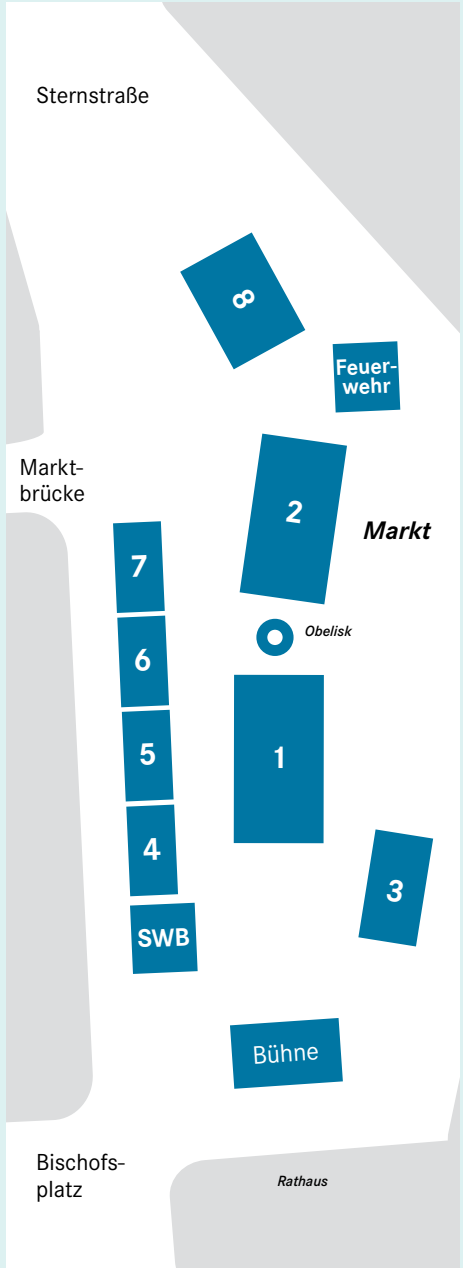 Sternstraße
8
Feuer-
wehr
Markt-
brücke
2
Markt
7
Obelisk
6
5
1
4
3
SWB
Bühne
Bischofs-
platz
Rathaus